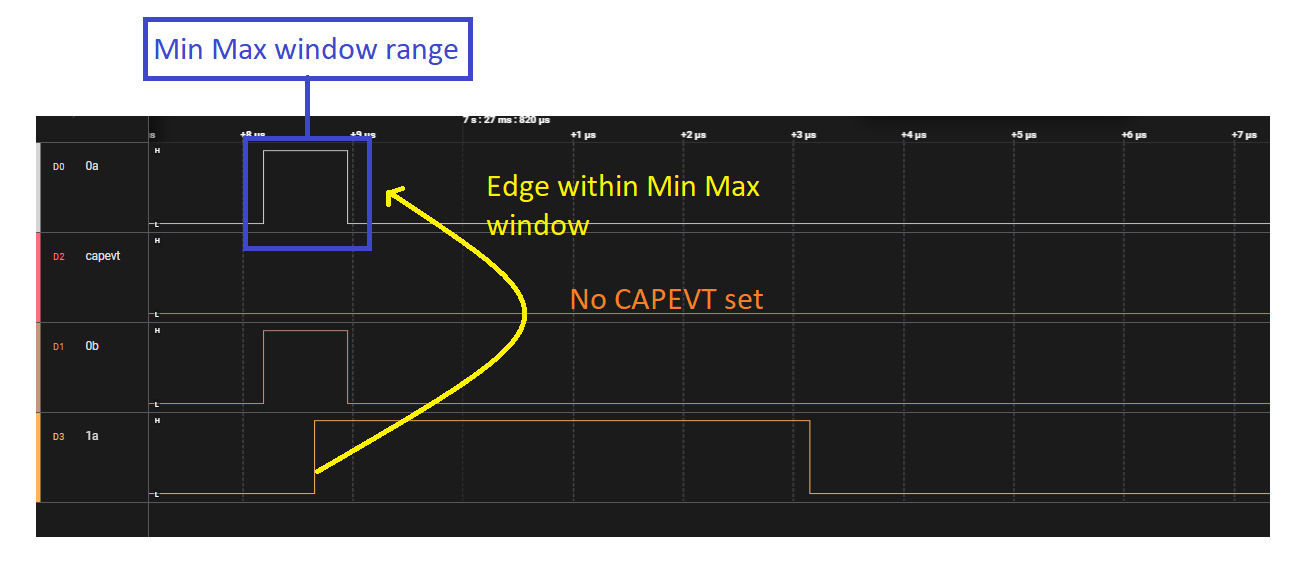 Min Max window range
7 s : 27 ms : 820 µs
s +8 µs +9 µs +1 µs +2 µs +3 µs +4 µs +5 µs +6 µs +7 µs
D0 0a H
L
Edge within Min Max
window
D2 capevt H
L
No CAPEVT set
D1 0b H
L
D3 1a H
L